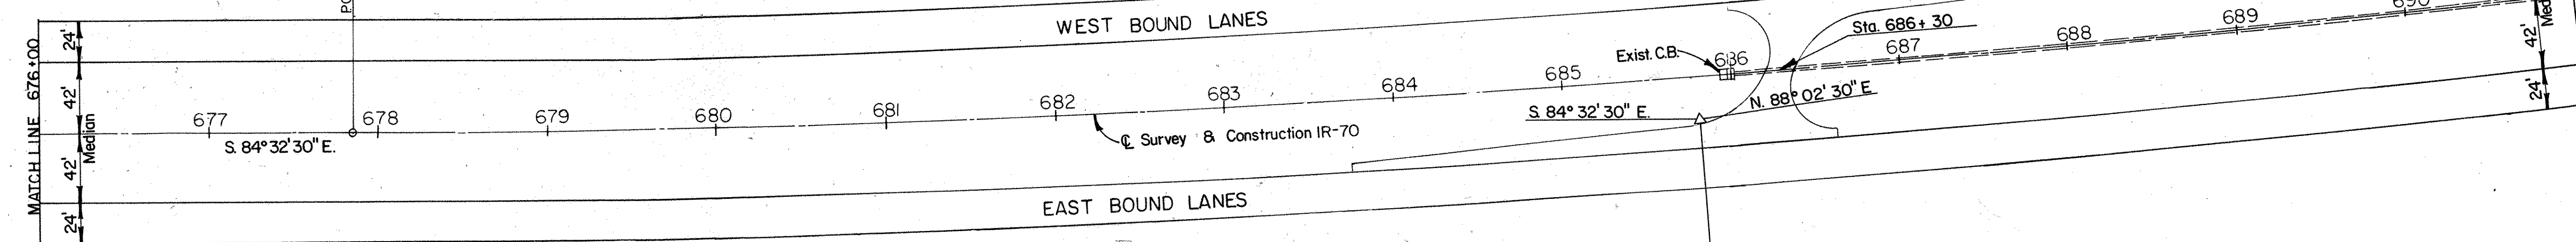 P.O
WEST BOUND LANES
MATCH LINE 676+00
24'
42'
42'
24'
Median
677
678
679
680
681
682
683
684
685
686
687
688
689
690
S. 84° 32' 30" E.
℄ Survey & Construction IR-70
Exist. C.B.
Sta. 686+30
S. 84° 32' 30" E.
N. 88° 02' 30" E
EAST BOUND LANES
Med
42'
24'